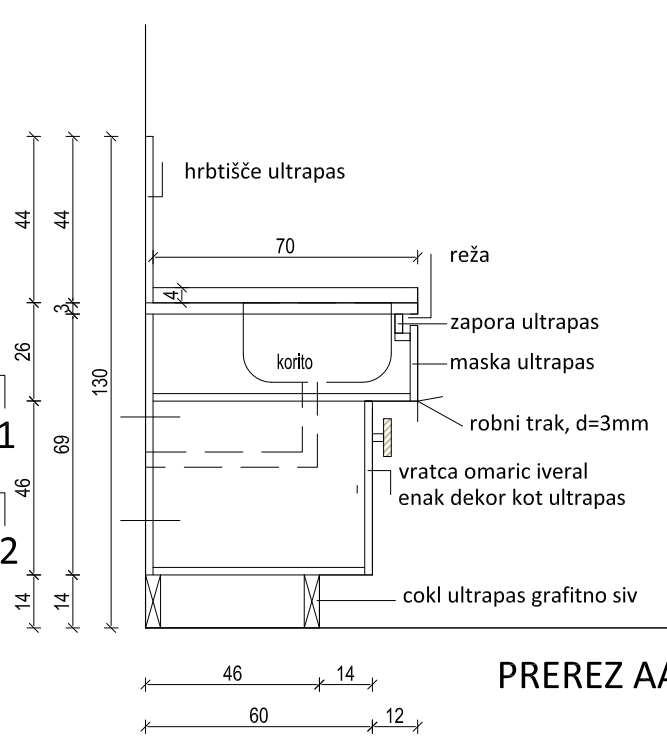 hrbtišče ultrapas
44
44
70
reža
4
3
zapora ultrapas
26
korito
maska ultrapas
130
1
69
robni trak, d=3mm
vratca omaric iveral
46
enak dekor kot ultrapas
2
14
14
cokl ultrapas grafitno siv
46
14
PREREZ AA
60
12